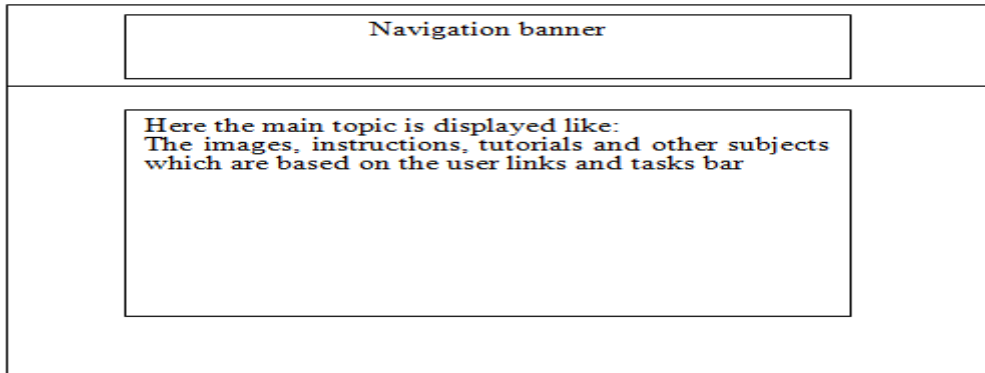 Navigation banner
Here the main topic is displayed like:
The images, instructions, tutorials and other subjects
which are based on the user links and tasks bar